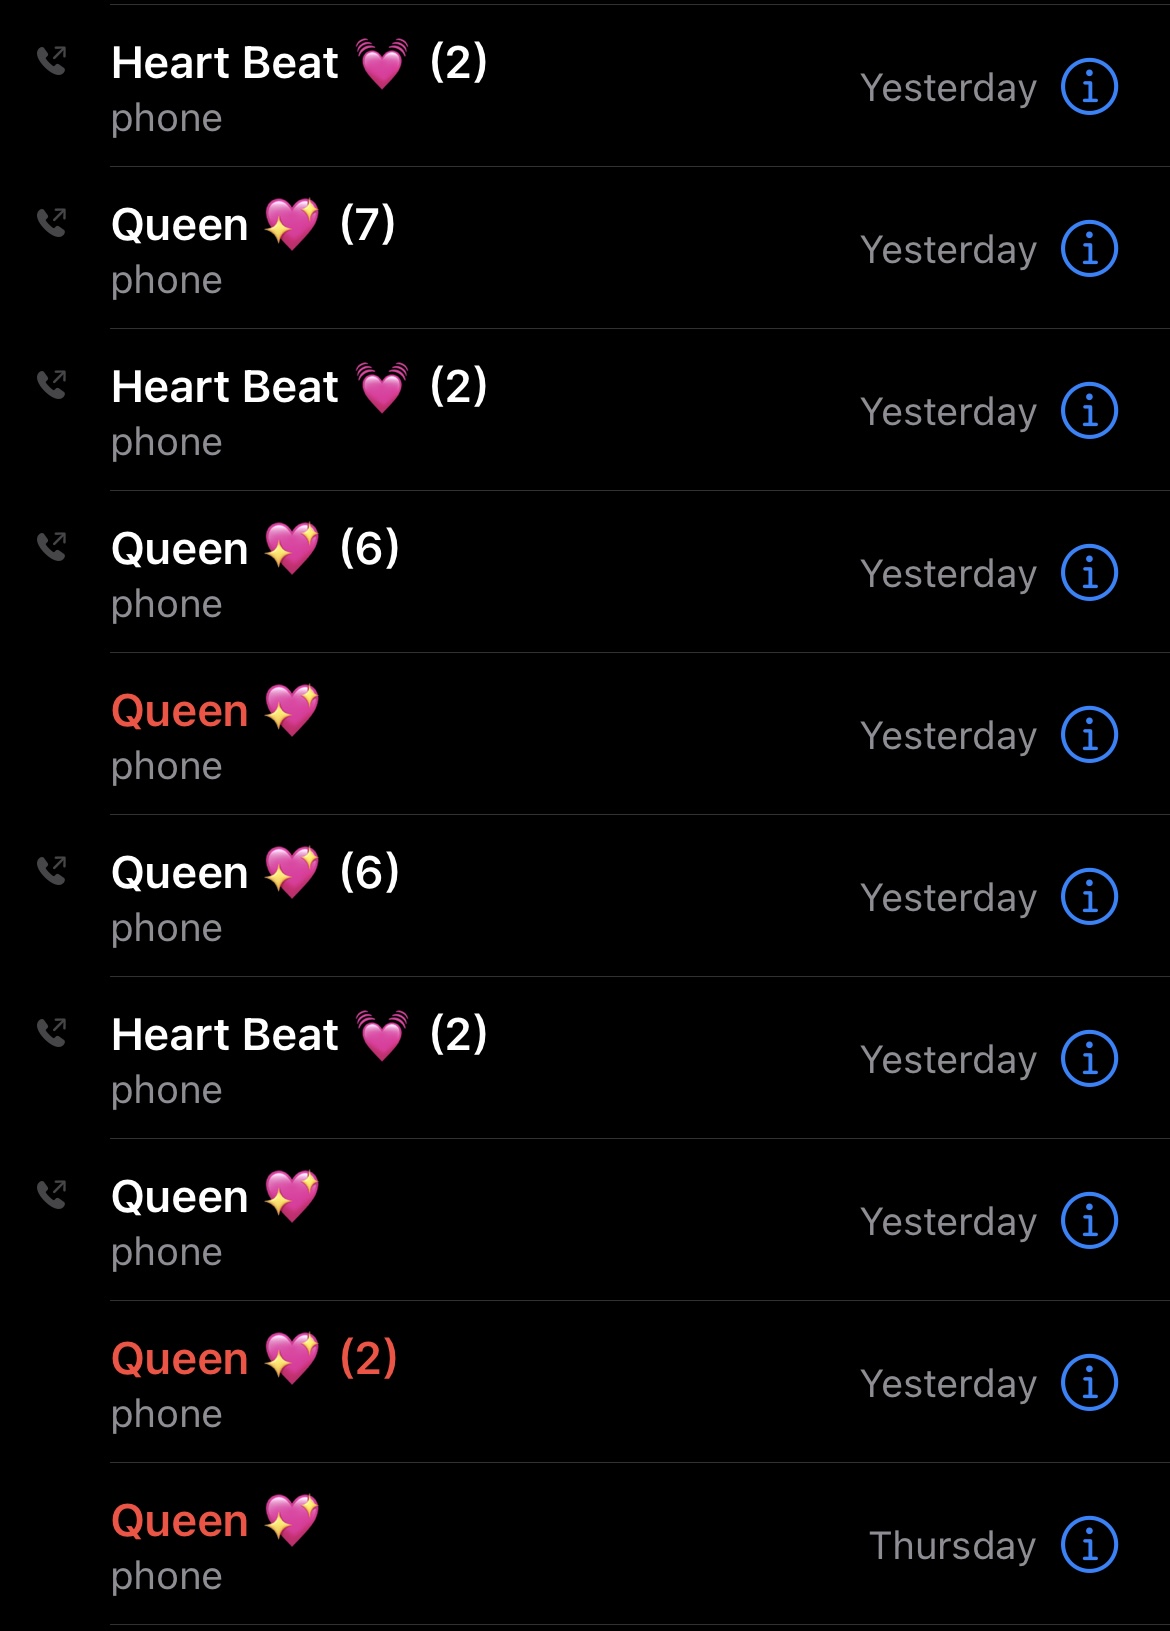 Heart Beat 💓 (2)
phone
Yesterday
Queen 💖 (7)
phone
Yesterday
Heart Beat 💓 (2)
phone
Yesterday
Queen 💖 (6)
phone
Yesterday
Queen 💖
phone
Yesterday
Queen 💖 (6)
phone
Yesterday
Heart Beat 💓 (2)
phone
Yesterday
Queen 💖
phone
Yesterday
Queen 💖 (2)
phone
Yesterday
Queen 💖
phone
Thursday